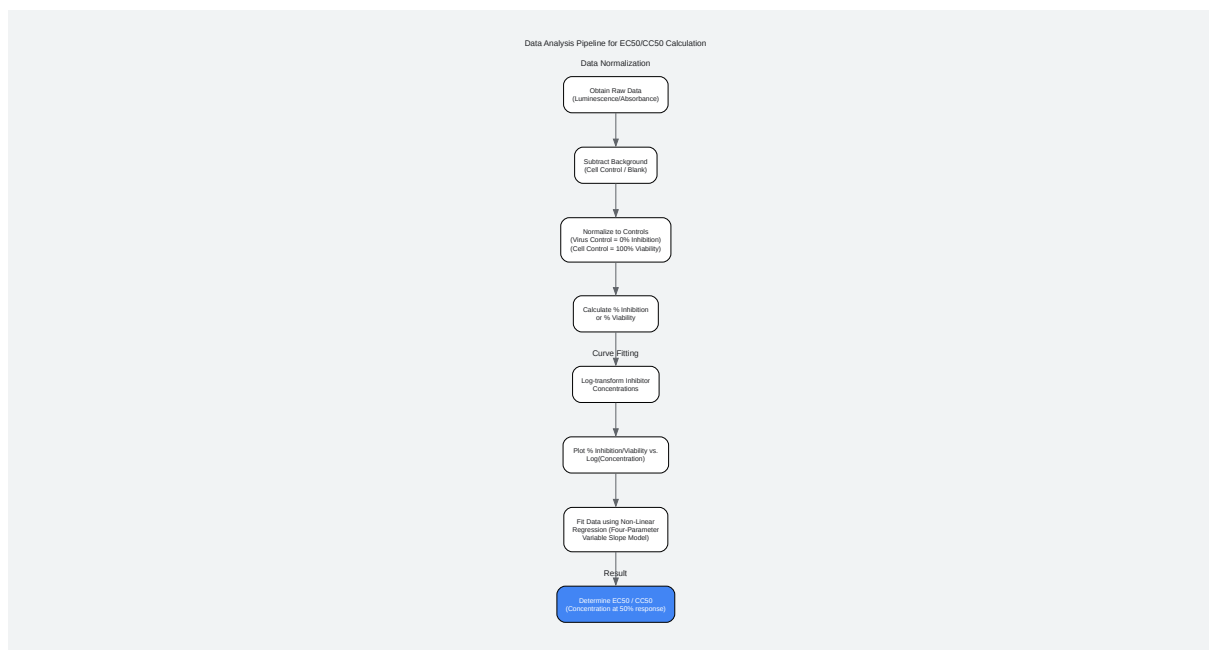 Data Analysis Pipeline for EC50/CC50 Calculation
Data Normalization
Obtain Raw Data
(Luminescence/Absorbance)
Subtract Background
(Cell Control / Blank)
Normalize to Controls
(Virus Control = 0% Inhibition)
(Cell Control = 100% Viability)
Calculate % Inhibition
or % Viability
Curve Fitting
Log-transform Inhibitor
Concentrations
Plot % Inhibition/Viability vs.
Log(Concentration)
Fit Data using Non-Linear
Regression (Four-Parameter
Variable Slope Model)
Result
Determine EC50 / CC50
(Concentration at 50% response)